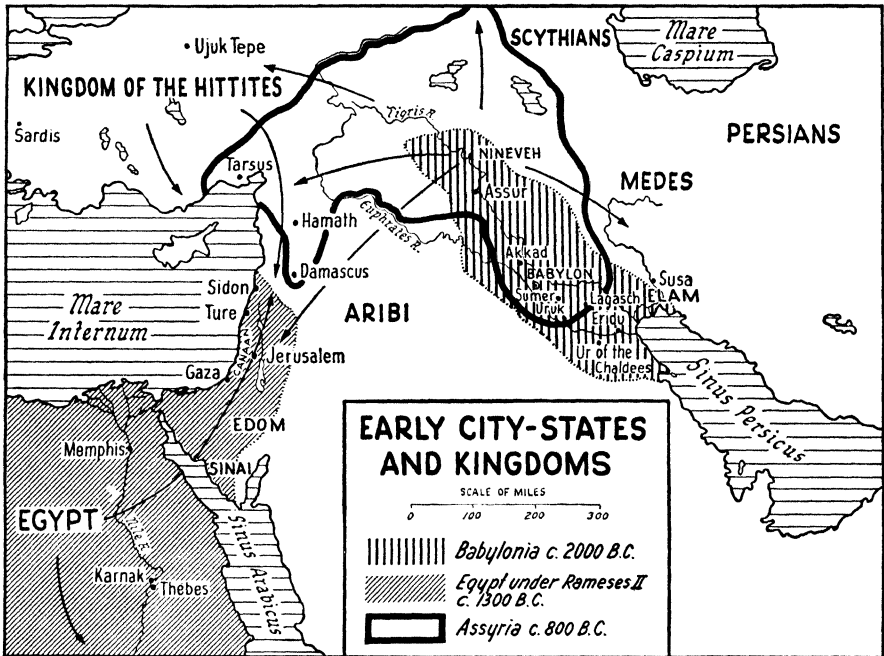 SCYTHIANS
Mare
Caspium
Ujuk Tepe
KINGDOM OF THE HITTITES
Tigris R.
Sardis
PERSIANS
Tarsus
NINEVEH
MEDES
Assur
Hamath
Euphrates R.
Akkad
BABYLON
Damascus
Susa
Sidon
Sumer
Uruk
Lagasch
ELAM
Mare
Internum
Ture
ARIBI
Eridu
CANAAN
Jerusalem
Ur of the
Chaldees
Gaza
Sinus Persicus
EDOM
Memphis
SINAI
EGYPT
Nile R.
Sinus Arabicus
Karnak
Thebes
EARLY CITY-STATES
AND KINGDOMS
SCALE OF MILES
0 100 200 300
Babylonia c. 2000 B.C.
Egypt under Rameses II
c. 1300 B.C.
Assyria c. 800 B.C.